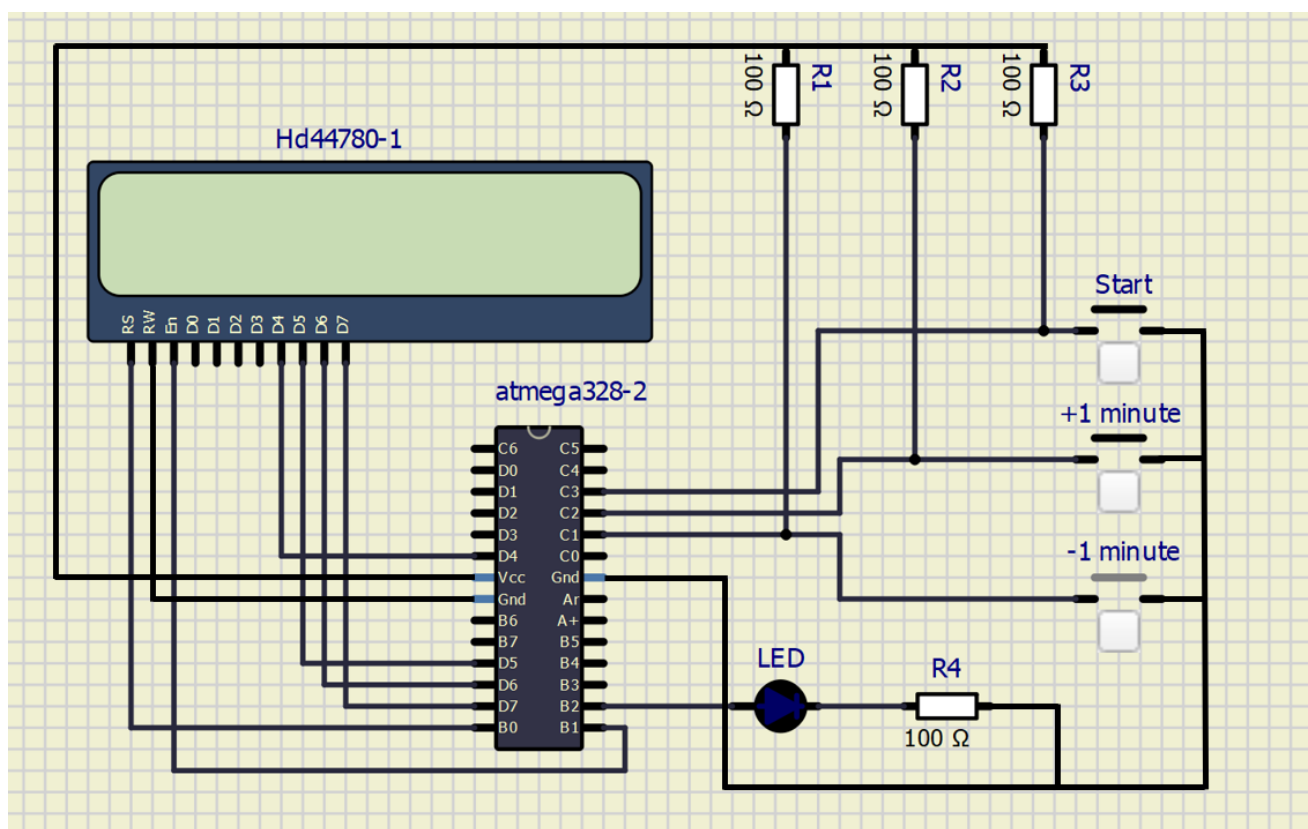 100 Ω
R1
100 Ω
R2
100 Ω
R3
Hd44780-1
RS
RW
En
D0
D1
D2
D3
D4
D5
D6
D7
Start
atmega328-2
+1 minute
C6 C5
D0 C4
D1 C3
D2 C2
D3 C1
D4 C0
Vcc Gnd
Gnd Ar
B6 A+
B7 B5
D5 B4
D6 B3
D7 B2
B0 B1
-1 minute
LED
R4
100 Ω